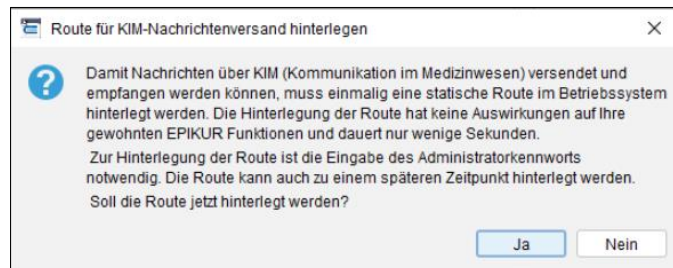 Route für KIM-Nachrichtenversand hinterlegen
Damit Nachrichten über KIM (Kommunikation im Medizinwesen) versendet und
empfangen werden können, muss einmalig eine statische Route im Betriebssystem
hinterlegt werden. Die Hinterlegung der Route hat keine Auswirkungen auf Ihre
gewohnten EPIKUR Funktionen und dauert nur wenige Sekunden.
Zur Hinterlegung der Route ist die Eingabe des Administratorkennworts
notwendig. Die Route kann auch zu einem späteren Zeitpunkt hinterlegt werden.
Soll die Route jetzt hinterlegt werden?
Ja Nein